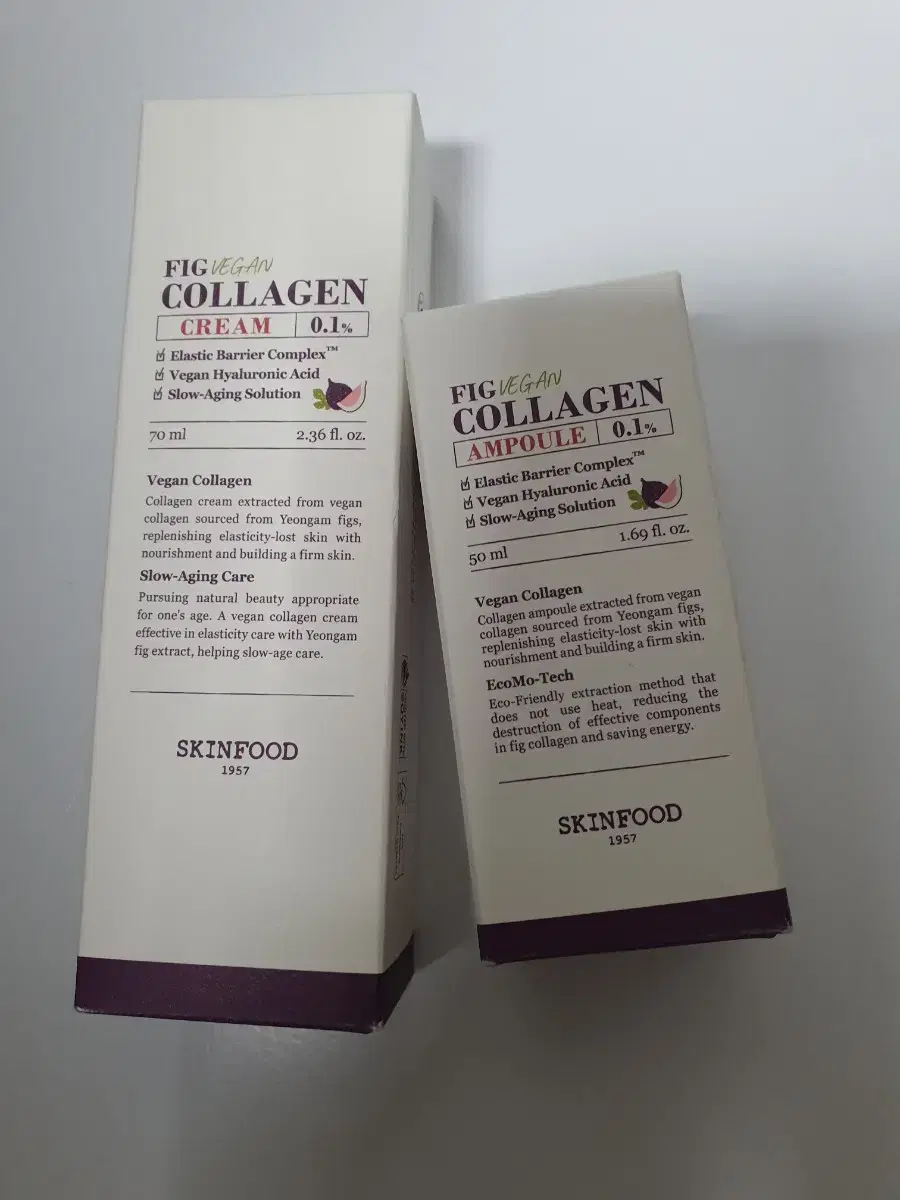 FIG VEGAN
COLLAGEN
CREAM 0.1%
Elastic Barrier Complex™
Vegan Hyaluronic Acid
Slow-Aging Solution
70 ml 2.36 fl. oz.
Vegan Collagen
Collagen cream extracted from vegan
collagen sourced from Yeongam figs,
replenishing elasticity-lost skin with
nourishment and building a firm skin.
Slow-Aging Care
Pursuing natural beauty appropriate
for one's age. A vegan collagen cream
effective in elasticity care with Yeongam
fig extract, helping slow-age care.
SKINFOOD
1957
FIG VEGAN
COLLAGEN
AMPOULE 0.1%
Elastic Barrier Complex™
Vegan Hyaluronic Acid
Slow-Aging Solution
50 ml 1.69 fl. oz.
Vegan Collagen
Collagen ampoule extracted from vegan
collagen sourced from Yeongam figs,
replenishing elasticity-lost skin with
nourishment and building a firm skin.
EcoMo-Tech
Eco-Friendly extraction method that
does not use heat, reducing the
destruction of effective components
in fig collagen and saving energy.
SKINFOOD
1957